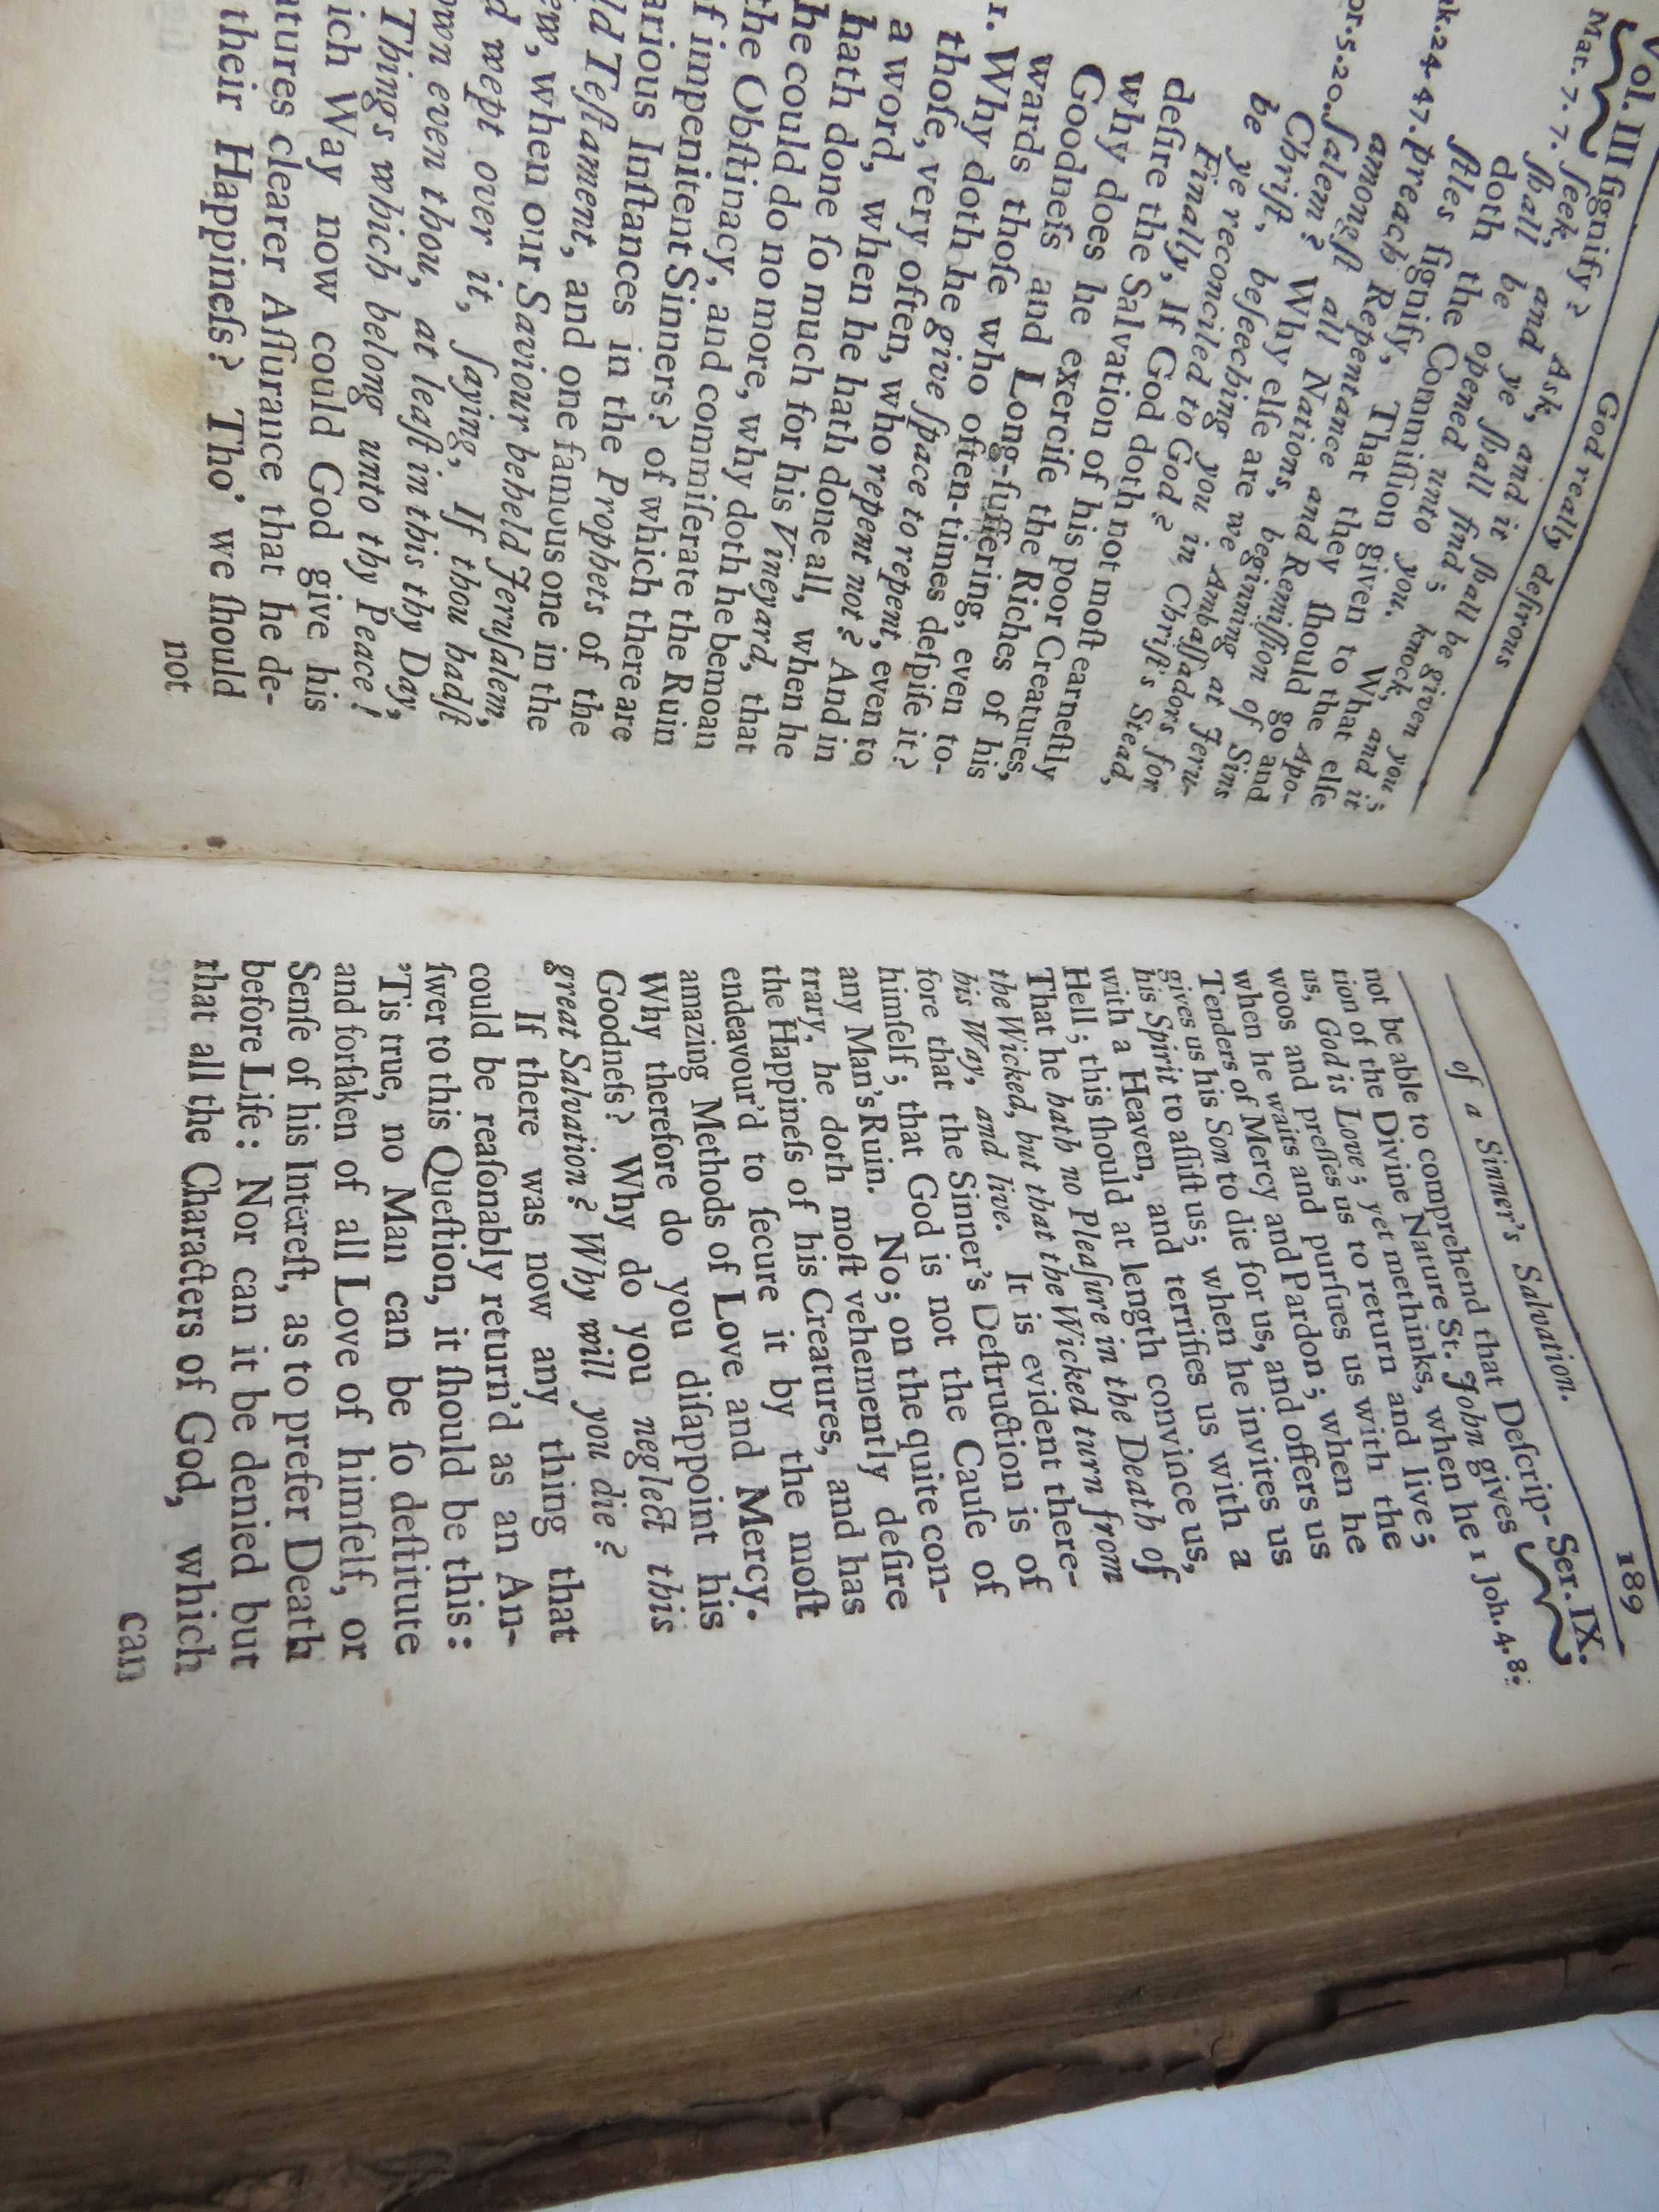 God really desirous
Vol. III
ſignify? Ask, and it ſhall be given you;
Mat. 7. 7.
ſeek, and ye ſhall find; knock, and it
ſhall be opened unto you. What elſe
doth the Commiſſion given to the Apo-
ſtles ſignify, That they ſhould go and
24. 47.
preach Repentance and Remiſſion of Sins
amongſt all Nations, beginning at Jeru-
ſalem? Why elſe are we Ambaſſadors for
5. 20.
Chriſt, beſeeching you in Chriſt's Stead,
be ye reconciled to God?
Finally, If God doth not moſt earneſtly
deſire the Salvation of his poor Creatures,
why does he exerciſe the Riches of his
Goodneſs and Long-ſuffering, even to-
wards thoſe who often-times deſpiſe it?
Why doth he give ſpace to repent, even to
thoſe, very often, who repent not? And in
a word, when he hath done all, when he
hath done ſo much for his Vineyard, that
he could do no more, why doth he bemoan
the Obſtinacy, and commiſerate the Ruin
of impenitent Sinners? of which there are
Inſtances in the Prophets of the
Teſtament, and one famous one in the
when our Saviour beheld Jeruſalem,
wept over it, ſaying, If thou hadſt
even thou, at leaſt in this thy Day,
Things which belong unto thy Peace!
Way now could God give his
clearer Aſſurance that he de-
their Happineſs? Tho' we ſhould
not
of a Sinner's Salvation. 189
not be able to comprehend that Deſcrip-
Ser. IX.
tion of the Divine Nature St. John gives
us, God is Love; yet methinks, when he
1 Joh. 4. 8.
woos and preſſes us to return and live;
when he waits and purſues us with the
Tenders of Mercy and Pardon; when he
gives us his Son to die for us, and offers us
his Spirit to aſſiſt us; when he invites us
with a Heaven, and terrifies us with a
Hell; this ſhould at length convince us,
That he hath no Pleaſure in the Death of
the Wicked, but that the Wicked turn from
his Way, and live. It is evident there-
fore that the Sinner's Deſtruction is of
himſelf; that God is not the Cauſe of
any Man's Ruin. No; on the quite con-
trary, he doth moſt vehemently deſire
the Happineſs of his Creatures, and has
endeavour'd to ſecure it by the moſt
amazing Methods of Love and Mercy.
Why therefore do you diſappoint his
Goodneſs? Why do you neglect this
great Salvation? Why will you die?
If there was now any thing that
could be reaſonably return'd as an An-
ſwer to this Queſtion, it ſhould be this:
'Tis true, no Man can be ſo deſtitute
and forſaken of all Love of himſelf, or
Senſe of his Intereſt, as to prefer Death
before Life: Nor can it be denied but
that all the Characters of God, which
can